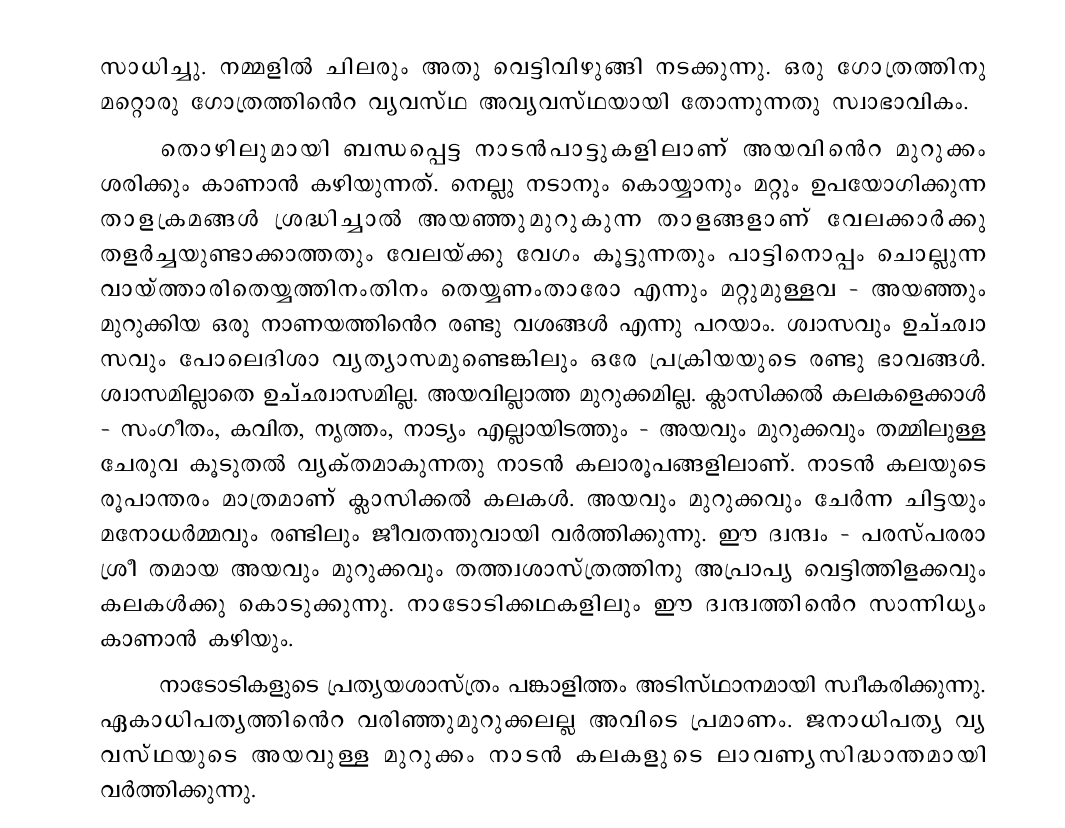 സാധിച്ചു. നമ്മളിൽ ചിലരും അതു വെട്ടിവിഴുങ്ങി നടക്കുന്നു. ഒരു ഗോത്രത്തിനു
മറ്റൊരു ഗോത്രത്തിൻെറ വ്യവസ്ഥ അവ്യവസ്ഥയായി തോന്നുന്നതു സ്വാഭാവികം.
തൊഴിലുമായി ബന്ധപ്പെട്ട നാടൻപാട്ടുകളിലാണ് അയവിൻെറ മുറുക്കം
ശരിക്കും കാണാൻ കഴിയുന്നത്. നെല്ലു നടാനും കൊയ്യാനും മറ്റും ഉപയോഗിക്കുന്ന
താളക്രമങ്ങൾ ശ്രദ്ധിച്ചാൽ അയഞ്ഞുമുറുകുന്ന താളങ്ങളാണ് വേലക്കാർക്കു
തളർച്ചയുണ്ടാക്കാത്തതും വേലയ്ക്കു വേഗം കൂട്ടുന്നതും പാട്ടിനൊപ്പം ചൊല്ലുന്ന
വായ്ത്താരിതെയ്യത്തിനംതിനം തെയ്യണംതാരോ എന്നും മറ്റുമുള്ളവ - അയഞ്ഞും
മുറുക്കിയ ഒരു നാണയത്തിൻെറ രണ്ടു വശങ്ങൾ എന്നു പറയാം. ശ്വാസവും ഉച്ഛ്വാ
സവും പോലെദിശാ വ്യത്യാസമുണ്ടെങ്കിലും ഒരേ പ്രക്രിയയുടെ രണ്ടു ഭാവങ്ങൾ.
ശ്വാസമില്ലാതെ ഉച്ഛ്വാസമില്ല. അയവില്ലാത്ത മുറുക്കമില്ല. ക്ലാസിക്കൽ കലകളെക്കാൾ
- സംഗീതം, കവിത, നൃത്തം, നാട്യം എല്ലായിടത്തും - അയവും മുറുക്കവും തമ്മിലുള്ള
ചേരുവ കൂടുതൽ വ്യക്തമാകുന്നതു നാടൻ കലാരൂപങ്ങളിലാണ്. നാടൻ കലയുടെ
രൂപാന്തരം മാത്രമാണ് ക്ലാസിക്കൽ കലകൾ. അയവും മുറുക്കവും ചേർന്ന ചിട്ടയും
മനോധർമ്മവും രണ്ടിലും ജീവതന്തുവായി വർത്തിക്കുന്നു. ഈ ദ്വന്ദ്വം - പരസ്പരരാ
ശ്രീ തമായ അയവും മുറുക്കവും തത്ത്വശാസ്ത്രത്തിനു അപ്രാപ്യ വെട്ടിത്തിളക്കവും
കലകൾക്കു കൊടുക്കുന്നു. നാടോടിക്കഥകളിലും ഈ ദ്വന്ദ്വത്തിൻെറ സാന്നിധ്യം
കാണാൻ കഴിയും.
നാടോടികളുടെ പ്രത്യയശാസ്ത്രം പങ്കാളിത്തം അടിസ്ഥാനമായി സ്വീകരിക്കുന്നു.
ഏകാധിപത്യത്തിൻെറ വരിഞ്ഞുമുറുക്കലല്ല അവിടെ പ്രമാണം. ജനാധിപത്യ വ്യ
വസ്ഥയുടെ അയവുള്ള മുറുക്കം നാടൻ കലകളുടെ ലാവണ്യസിദ്ധാന്തമായി
വർത്തിക്കുന്നു.